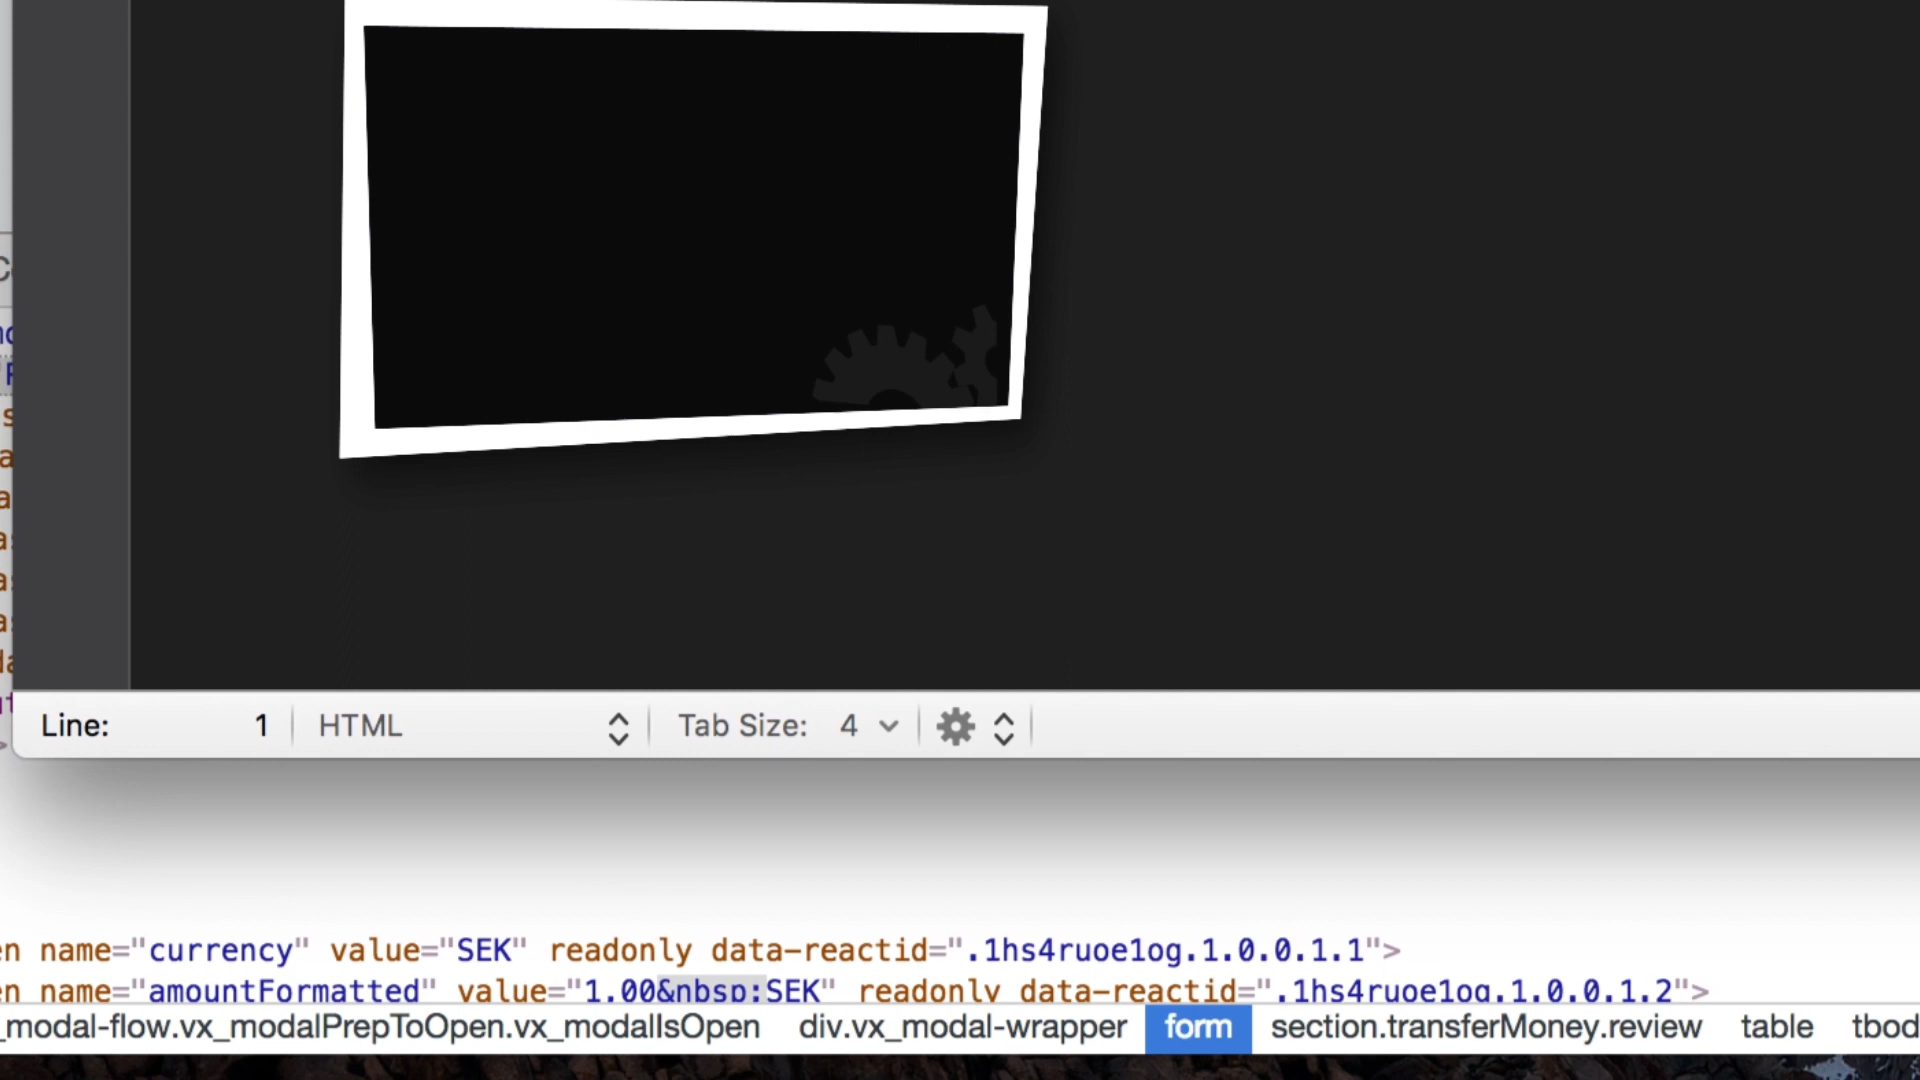 Line: 1 HTML Tab Size: 4
en name="currency" value="SEK" readonly data-reactid=".1hs4ruoe1og.1.0.0.1.1">
en name="amountFormatted" value="1.00&nbsp;SEK" readonly data-reactid=".1hs4ruoe1og.1.0.0.1.2">
_modal-flow.vx_modalPrepToOpen.vx_modalIsOpen div.vx_modal-wrapper form section.transferMoney.review table tbod